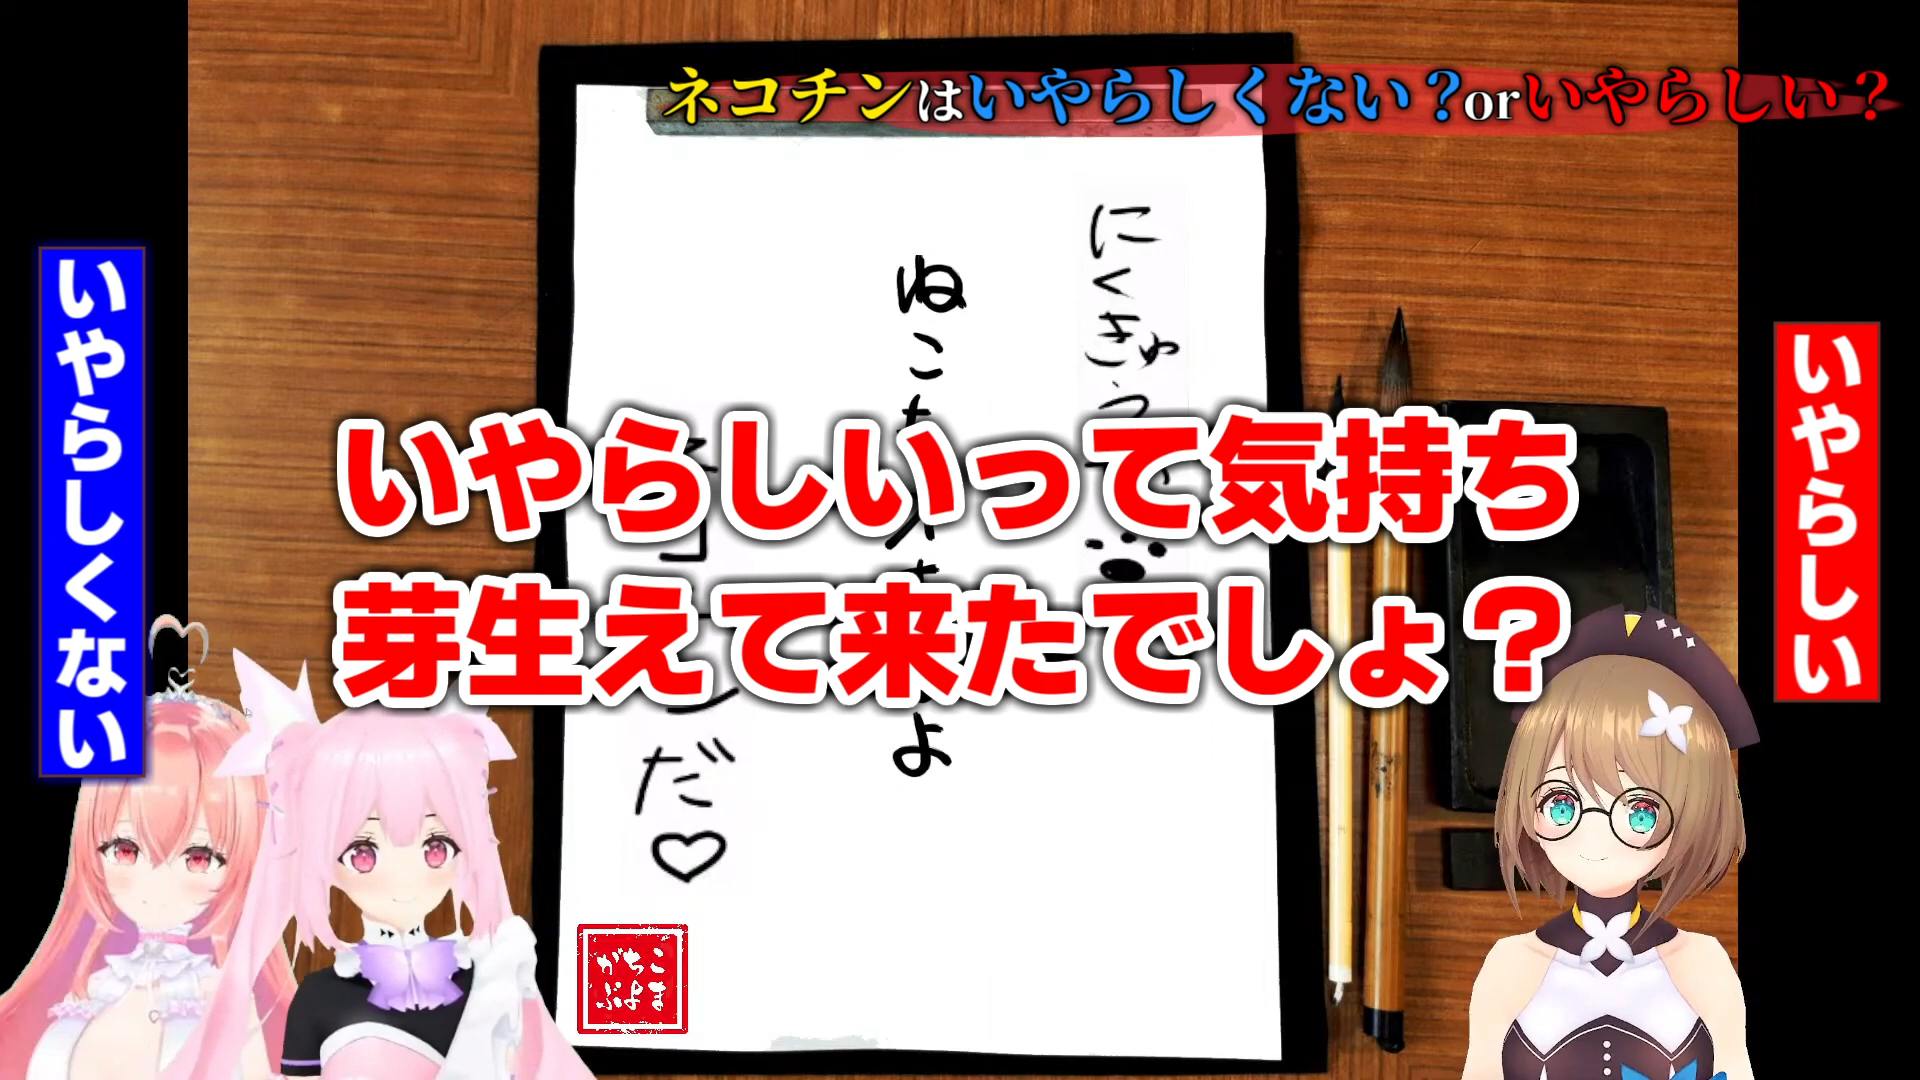 ネコチンはいやらしくない？orいやらしい？
いやらしくない
いやらしい
にくきゅう
ねこち
よ
だ♡
いやらしいって気持ち
芽生えて来たでしょ？
こまちよがぶ